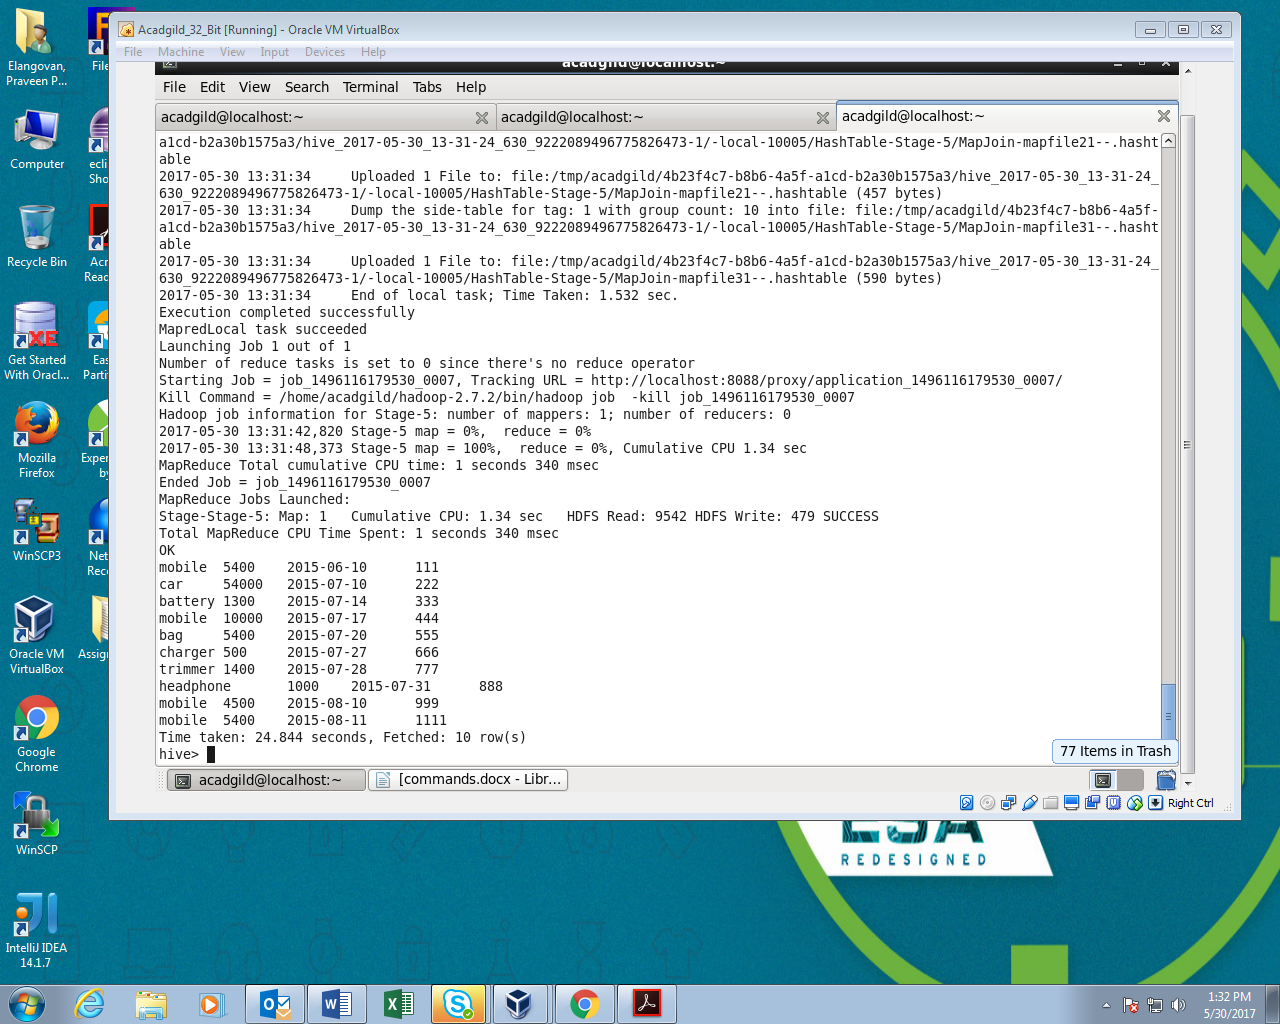 Acadgild_32_Bit [Running] - Oracle VM VirtualBox
File Machine View Input Devices Help
acadgild@localhost:~
File Edit View Search Terminal Tabs Help
acadgild@localhost:~ acadgild@localhost:~ acadgild@localhost:~
a1cd-b2a30b1575a3/hive_2017-05-30_13-31-24_630_9222089496775826473-1/-local-10005/HashTable-Stage-5/MapJoin-mapfile21--.hasht
able
2017-05-30 13:31:34 Uploaded 1 File to: file:/tmp/acadgild/4b23f4c7-b8b6-4a5f-a1cd-b2a30b1575a3/hive_2017-05-30_13-31-24_
630_9222089496775826473-1/-local-10005/HashTable-Stage-5/MapJoin-mapfile21--.hashtable (457 bytes)
2017-05-30 13:31:34 Dump the side-table for tag: 1 with group count: 10 into file: file:/tmp/acadgild/4b23f4c7-b8b6-4a5f-
a1cd-b2a30b1575a3/hive_2017-05-30_13-31-24_630_9222089496775826473-1/-local-10005/HashTable-Stage-5/MapJoin-mapfile31--.hasht
able
2017-05-30 13:31:34 Uploaded 1 File to: file:/tmp/acadgild/4b23f4c7-b8b6-4a5f-a1cd-b2a30b1575a3/hive_2017-05-30_13-31-24_
630_9222089496775826473-1/-local-10005/HashTable-Stage-5/MapJoin-mapfile31--.hashtable (590 bytes)
2017-05-30 13:31:34 End of local task; Time Taken: 1.532 sec.
Execution completed successfully
MapredLocal task succeeded
Launching Job 1 out of 1
Number of reduce tasks is set to 0 since there's no reduce operator
Starting Job = job_1496116179530_0007, Tracking URL = http://localhost:8088/proxy/application_1496116179530_0007/
Kill Command = /home/acadgild/hadoop-2.7.2/bin/hadoop job  -kill job_1496116179530_0007
Hadoop job information for Stage-5: number of mappers: 1; number of reducers: 0
2017-05-30 13:31:42,820 Stage-5 map = 0%,  reduce = 0%
2017-05-30 13:31:48,373 Stage-5 map = 100%,  reduce = 0%, Cumulative CPU 1.34 sec
MapReduce Total cumulative CPU time: 1 seconds 340 msec
Ended Job = job_1496116179530_0007
MapReduce Jobs Launched:
Stage-Stage-5: Map: 1   Cumulative CPU: 1.34 sec   HDFS Read: 9542 HDFS Write: 479 SUCCESS
Total MapReduce CPU Time Spent: 1 seconds 340 msec
OK
mobile 5400 2015-06-10 111
car 54000 2015-07-10 222
battery 1300 2015-07-14 333
mobile 10000 2015-07-17 444
bag 5400 2015-07-20 555
charger 500 2015-07-27 666
trimmer 1400 2015-07-28 777
headphone 1000 2015-07-31 888
mobile 4500 2015-08-10 999
mobile 5400 2015-08-11 1111
Time taken: 24.844 seconds, Fetched: 10 row(s)
hive>
77 Items in Trash
acadgild@localhost:~ [commands.docx - Libr...
Right Ctrl
Elangovan,
Praveen P...
File
Computer
ecli
Sho
Recycle Bin
Acr
Read
Get Started
With Oracl...
Eas
Partit
Mozilla
Firefox
Exper
by
WinSCP3
Net
Reco
Oracle VM
VirtualBox
Assign
Google
Chrome
WinSCP
IntelliJ IDEA
14.1.7
REDESIGNED
1:32 PM
5/30/2017